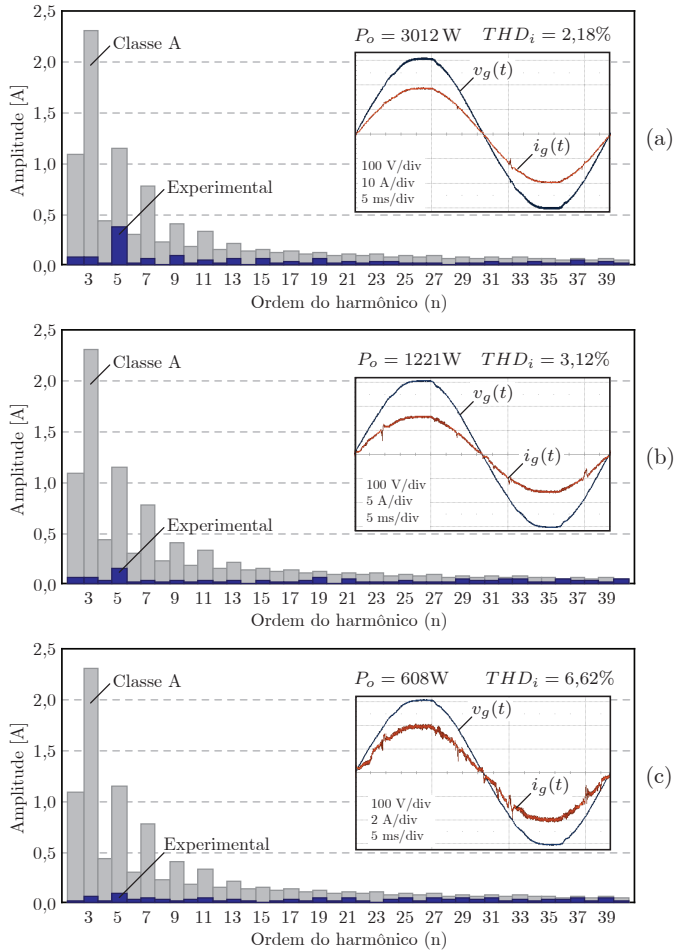 P_o = 3012 W THD_i = 2,18%
Amplitude [A]
2,5
2,0
1,5
1,0
0,5
0,0
Classe A
Experimental
v_g(t)
i_g(t)
100 V/div
10 A/div
5 ms/div
(a)
3 5 7 9 11 13 15 17 19 21 23 25 27 29 31 33 35 37 39
Ordem do harmônico (n)
P_o = 1221W THD_i = 3,12%
Amplitude [A]
2,5
2,0
1,5
1,0
0,5
0,0
Classe A
Experimental
v_g(t)
i_g(t)
100 V/div
5 A/div
5 ms/div
(b)
3 5 7 9 11 13 15 17 19 21 23 25 27 29 31 33 35 37 39
Ordem do harmônico (n)
P_o = 608W THD_i = 6,62%
Amplitude [A]
2,5
2,0
1,5
1,0
0,5
0,0
Classe A
Experimental
v_g(t)
i_g(t)
100 V/div
2 A/div
5 ms/div
(c)
3 5 7 9 11 13 15 17 19 21 23 25 27 29 31 33 35 37 39
Ordem do harmônico (n)